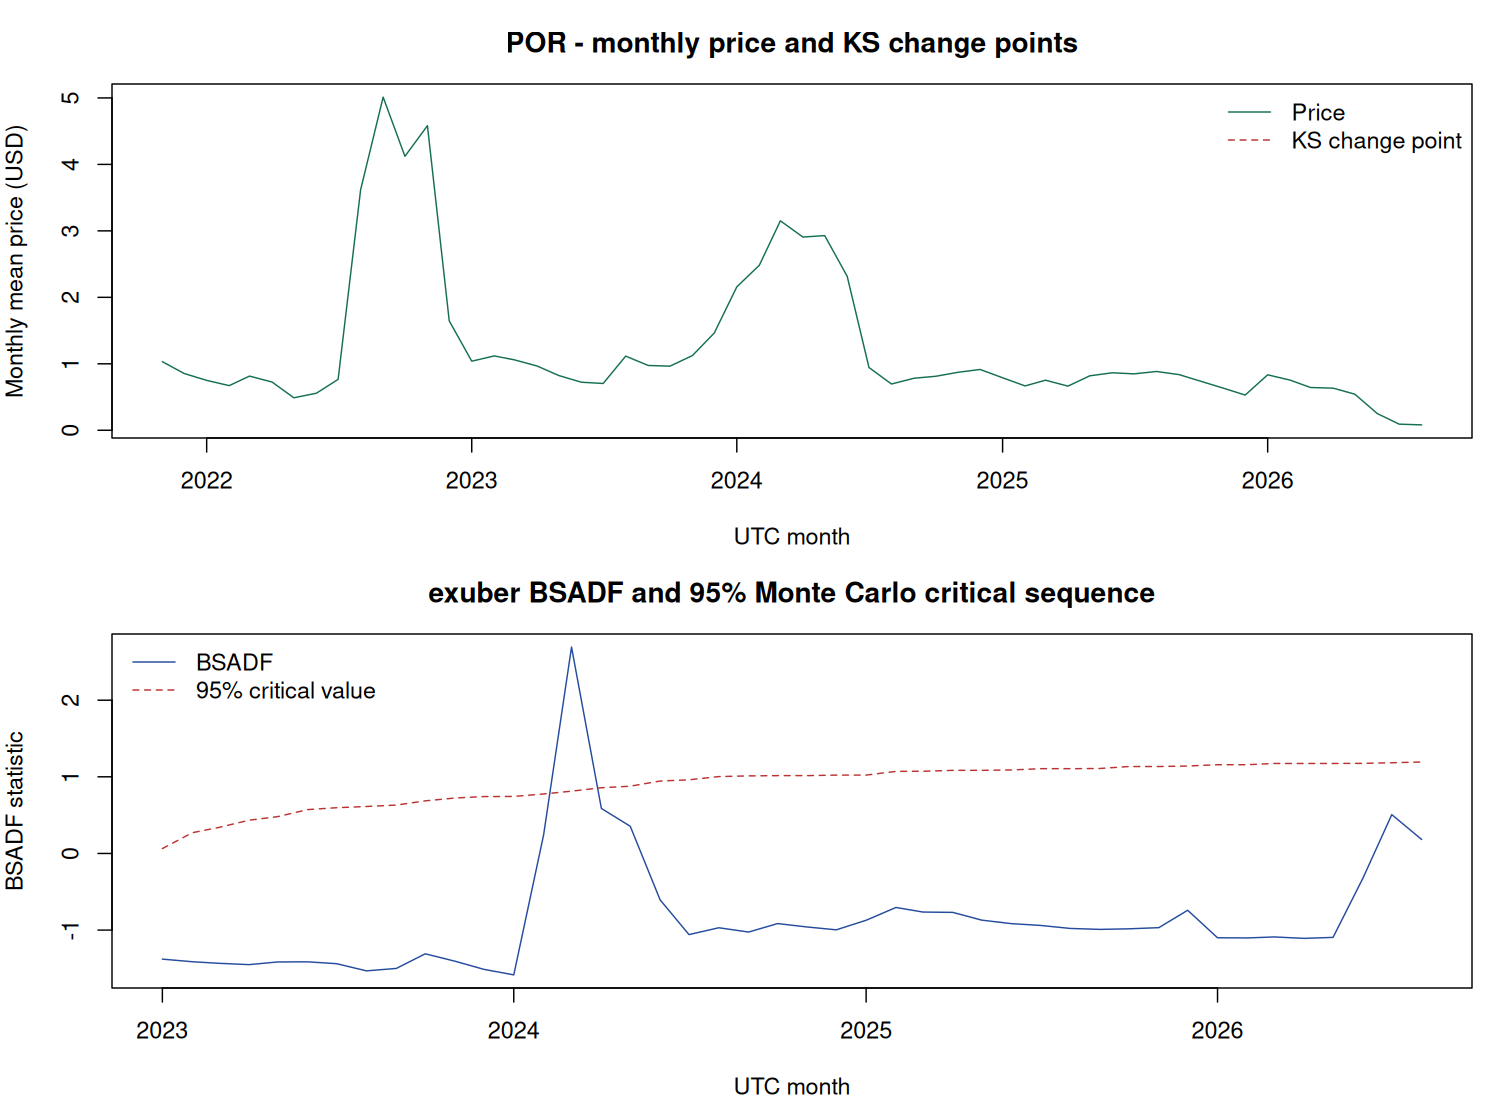 POR - monthly price and KS change points
Monthly mean price (USD)
5
4
3
2
1
0
Price
KS change point
2022 2023 2024 2025 2026
UTC month
exuber BSADF and 95% Monte Carlo critical sequence
BSADF statistic
2
1
0
-1
BSADF
95% critical value
2023 2024 2025 2026
UTC month